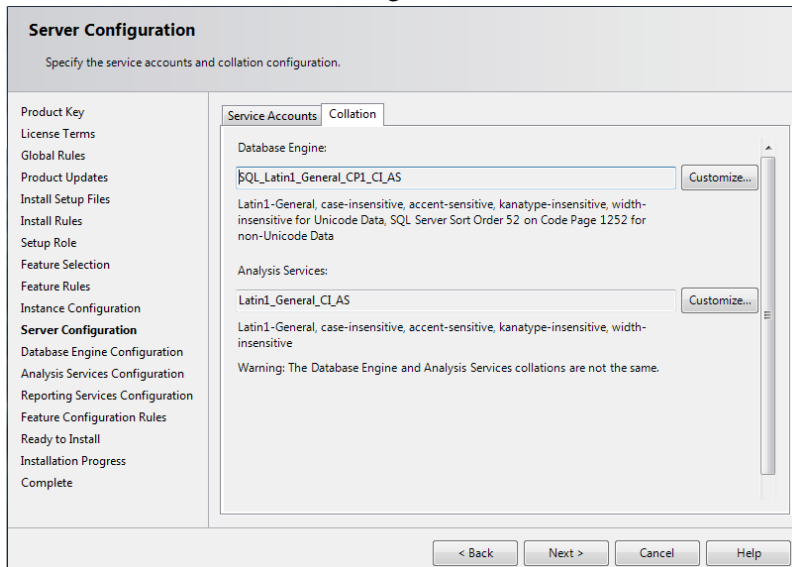 Server Configuration
Specify the service accounts and collation configuration.
Product Key
License Terms
Global Rules
Product Updates
Install Setup Files
Install Rules
Setup Role
Feature Selection
Feature Rules
Instance Configuration
Server Configuration
Database Engine Configuration
Analysis Services Configuration
Reporting Services Configuration
Feature Configuration Rules
Ready to Install
Installation Progress
Complete
Service Accounts Collation
Database Engine:
SQL_Latin1_General_CP1_CI_AS Customize...
Latin1-General, case-insensitive, accent-sensitive, kanatype-insensitive, width-
insensitive for Unicode Data, SQL Server Sort Order 52 on Code Page 1252 for
non-Unicode Data
Analysis Services:
Latin1_General_CI_AS Customize...
Latin1-General, case-insensitive, accent-sensitive, kanatype-insensitive, width-
insensitive
Warning: The Database Engine and Analysis Services collations are not the same.
< Back Next > Cancel Help